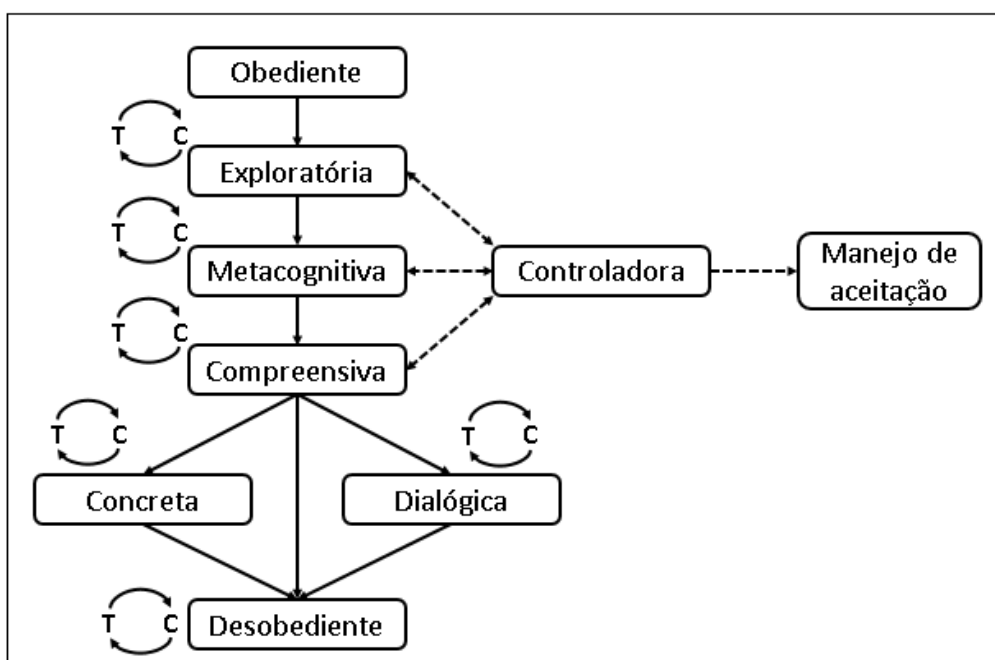 Obediente
T C
Exploratória
T C
Metacognitiva
Controladora
Manejo de
aceitação
T C
Compreensiva
T C
T C
Concreta
Dialógica
T C
Desobediente